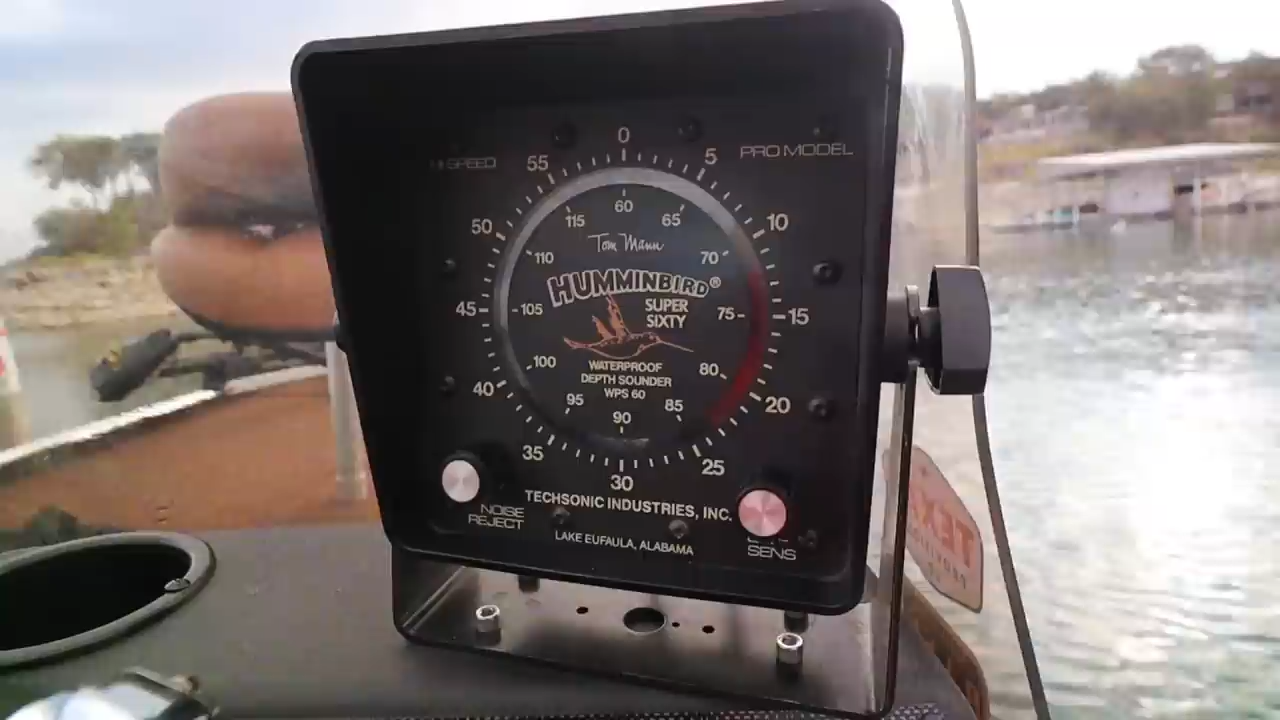 HI SPEED
PRO MODEL
0
5
10
15
20
25
30
35
40
45
50
55
60
65
70
75
80
85
90
95
100
105
110
115
Tom Mann
HUMMINBIRD®
SUPER
SIXTY
WATERPROOF
DEPTH SOUNDER
WPS 60
NOISE
REJECT
TECHSONIC INDUSTRIES, INC.
LAKE EUFAULA, ALABAMA
SENS